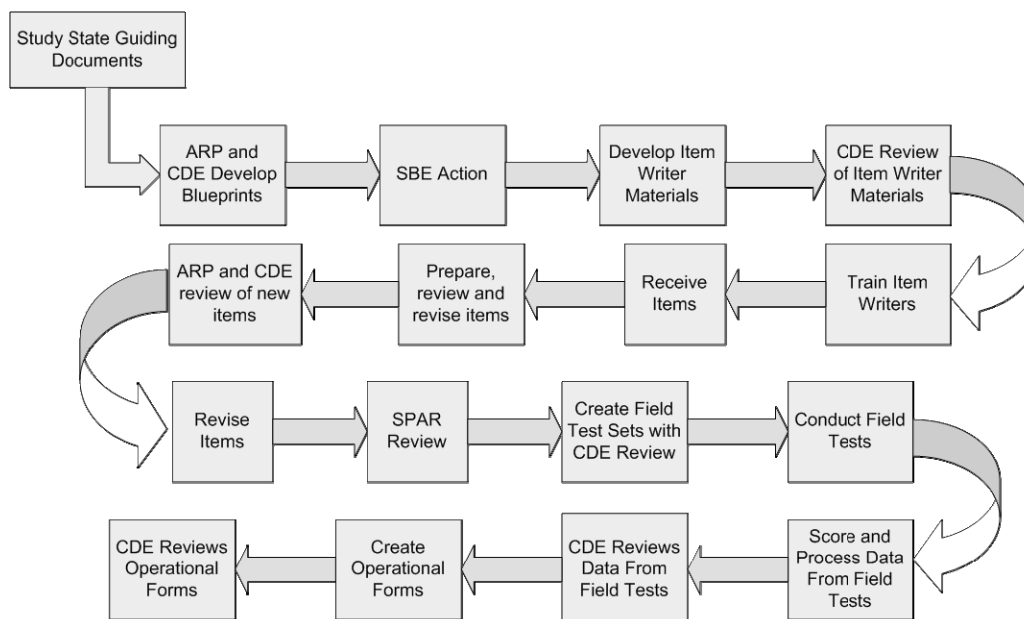 Study State Guiding
Documents
ARP and
CDE Develop
Blueprints
SBE Action
Develop Item
Writer
Materials
CDE Review
of Item Writer
Materials
Train Item
Writers
Receive
Items
Prepare,
review and
revise items
ARP and CDE
review of new
items
Revise
Items
SPAR
Review
Create Field
Test Sets with
CDE Review
Conduct Field
Tests
Score and
Process Data
From Field
Tests
CDE Reviews
Data From
Field Tests
Create
Operational
Forms
CDE Reviews
Operational
Forms